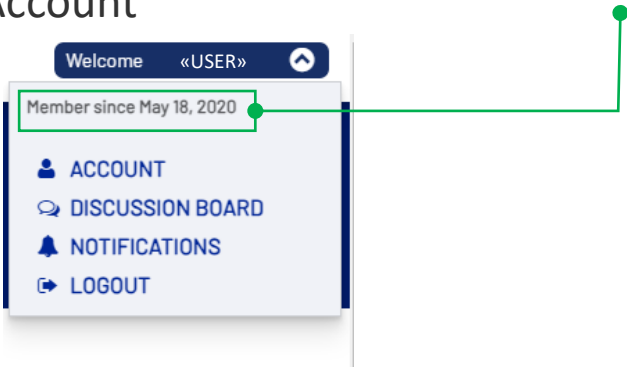 Account
Welcome «USER»
Member since May 18, 2020
ACCOUNT
DISCUSSION BOARD
NOTIFICATIONS
LOGOUT